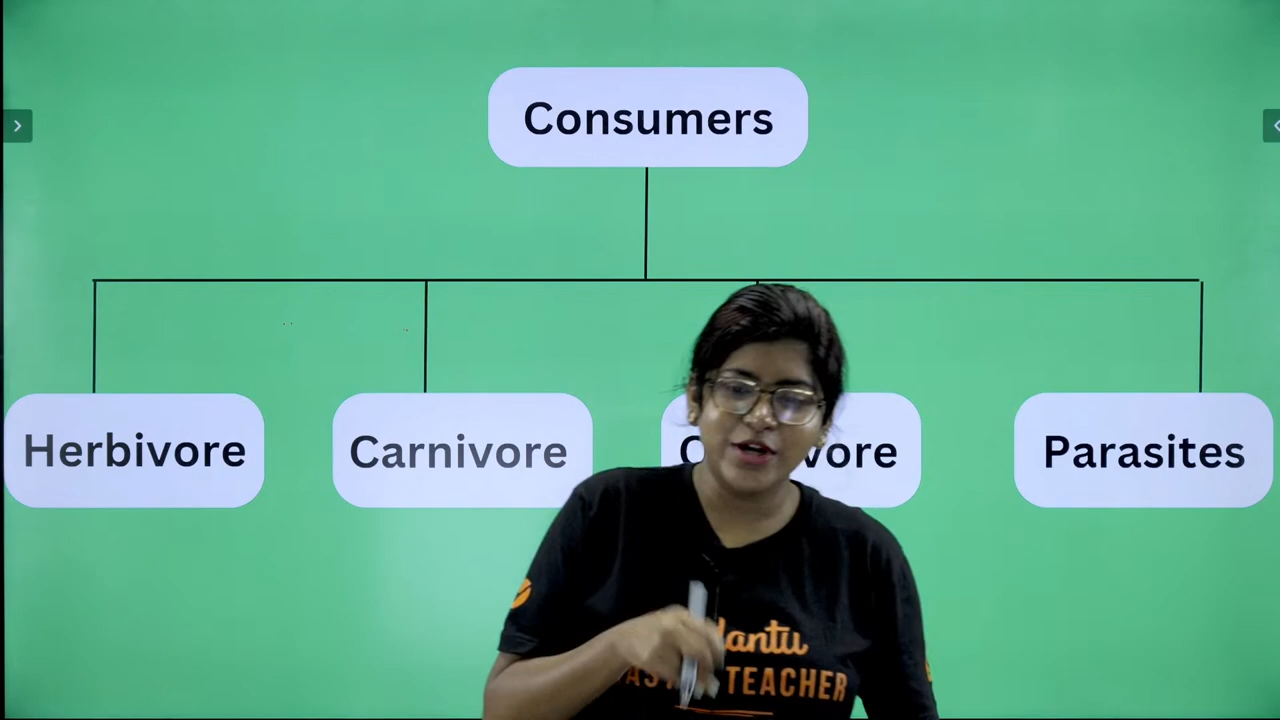 Consumers
Herbivore
Carnivore
Parasites
TEACHER